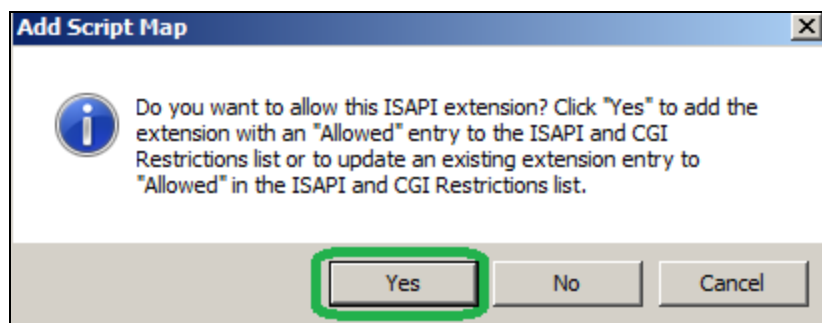 Add Script Map
Do you want to allow this ISAPI extension? Click "Yes" to add the
extension with an "Allowed" entry to the ISAPI and CGI
Restrictions list or to update an existing extension entry to
"Allowed" in the ISAPI and CGI Restrictions list.
Yes No Cancel